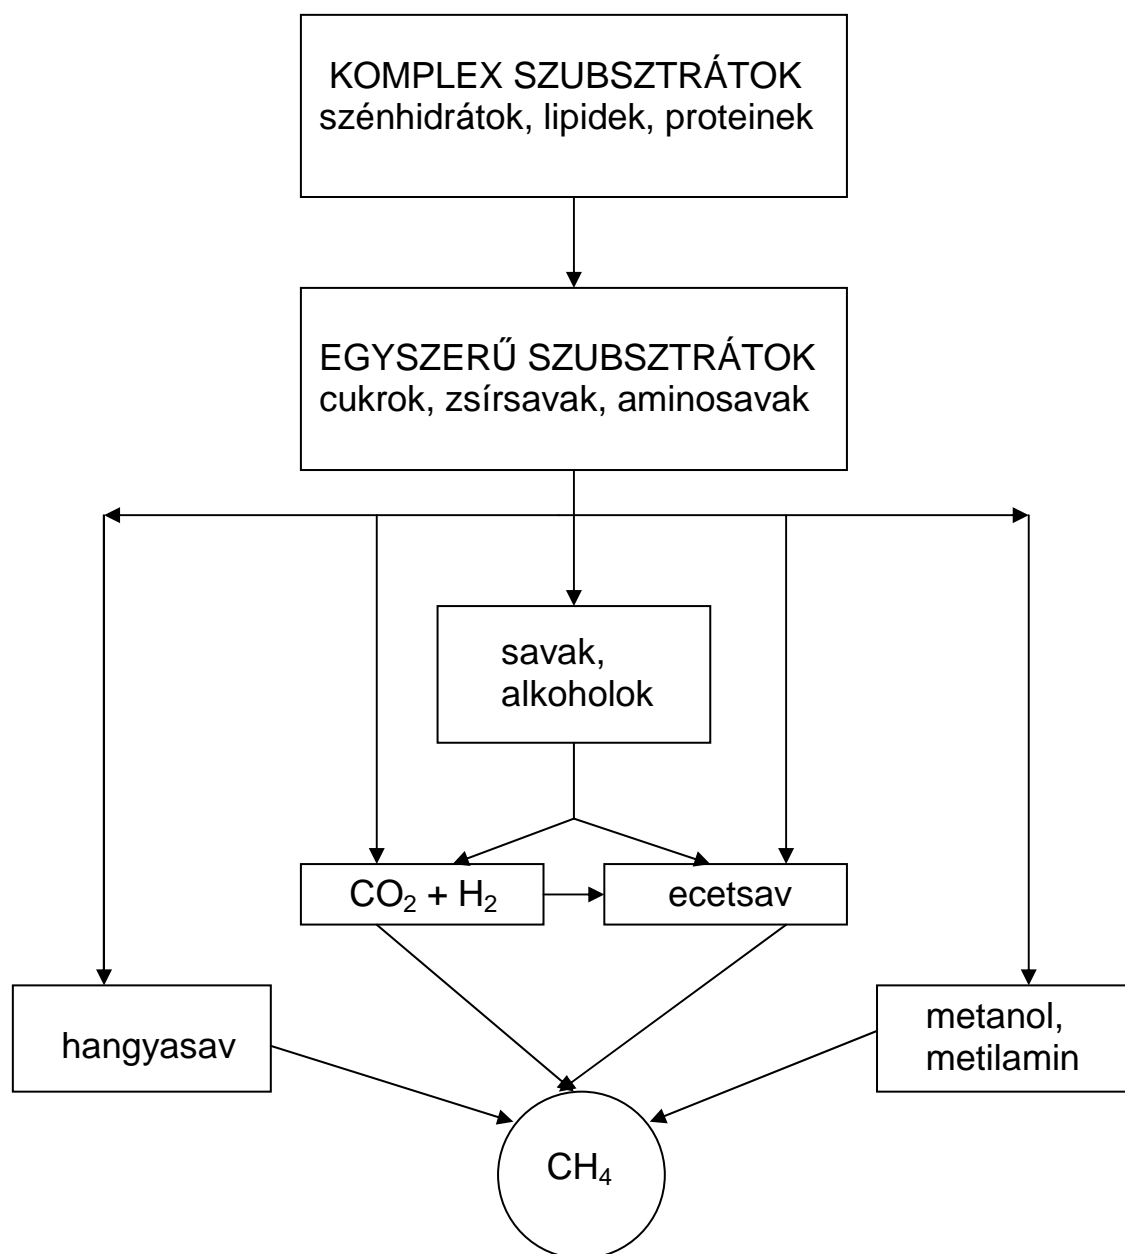 KOMPLEX SZUBSZTRÁTOK
szénhidrátok, lipidek, proteinek
EGYSZERŰ SZUBSZTRÁTOK
cukrok, zsírsavak, aminosavak
savak,
alkoholok
CO₂ + H₂
ecetsav
hangyasav
metanol,
metilamin
CH₄